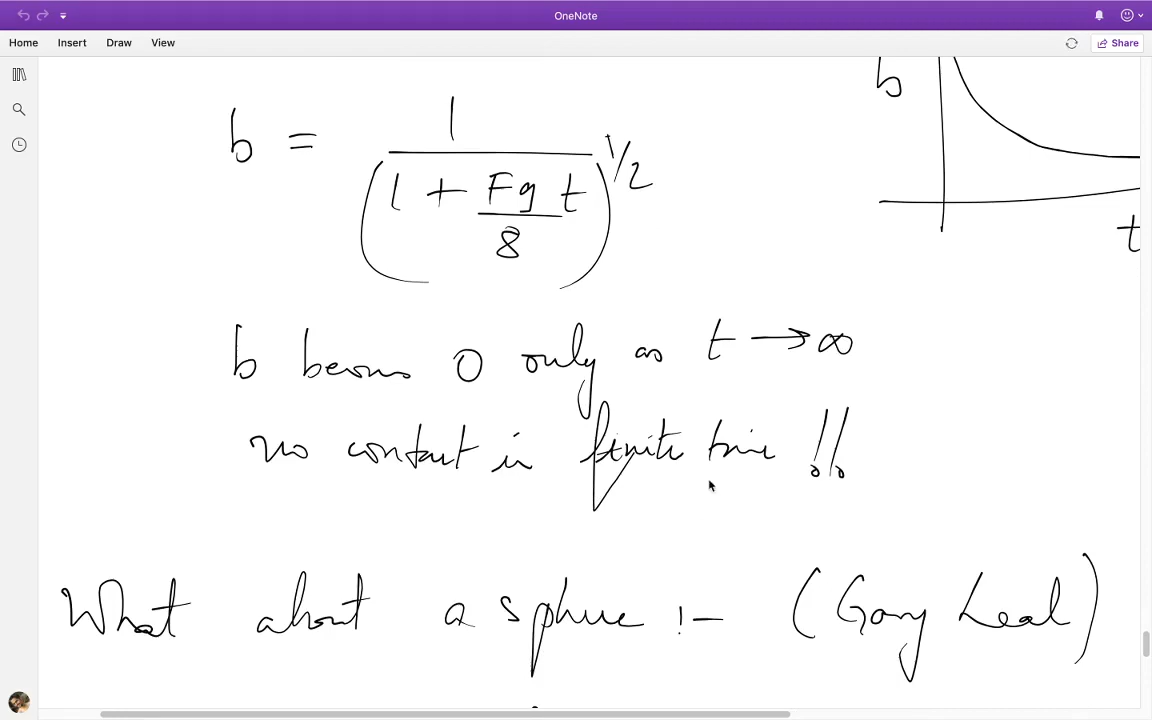 OneNote
Home Insert Draw View Share
b
b = 1 / (1 + Fg t / 8)^1/2
t
b becomes 0 only as t → ∞
no contact in finite time !!
What about a sphere :- (Gary Leal)